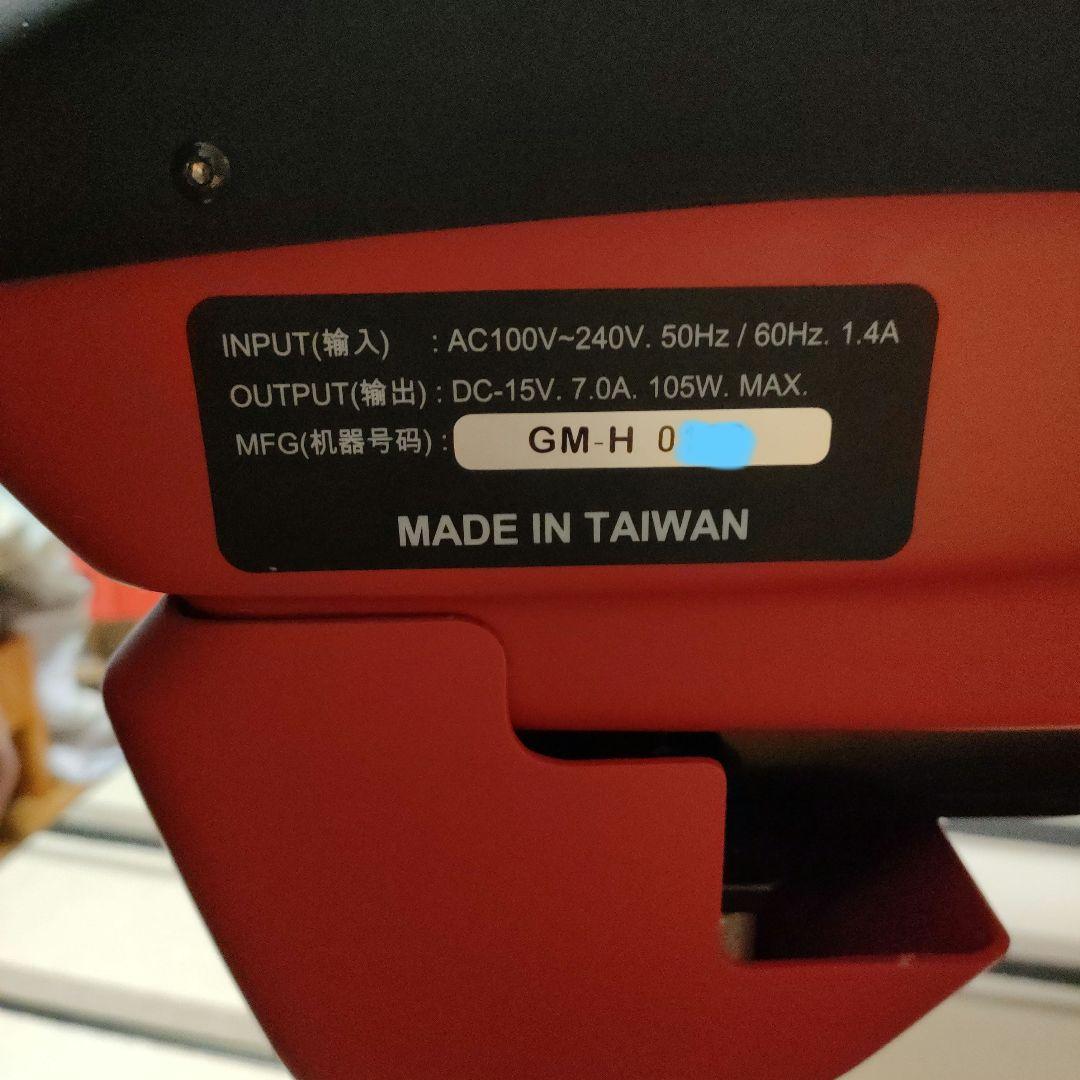 INPUT(输入) : AC100V~240V. 50Hz / 60Hz. 1.4A
OUTPUT(输出) : DC-15V. 7.0A. 105W. MAX.
MFG(机器号码) : GM-H 0
MADE IN TAIWAN